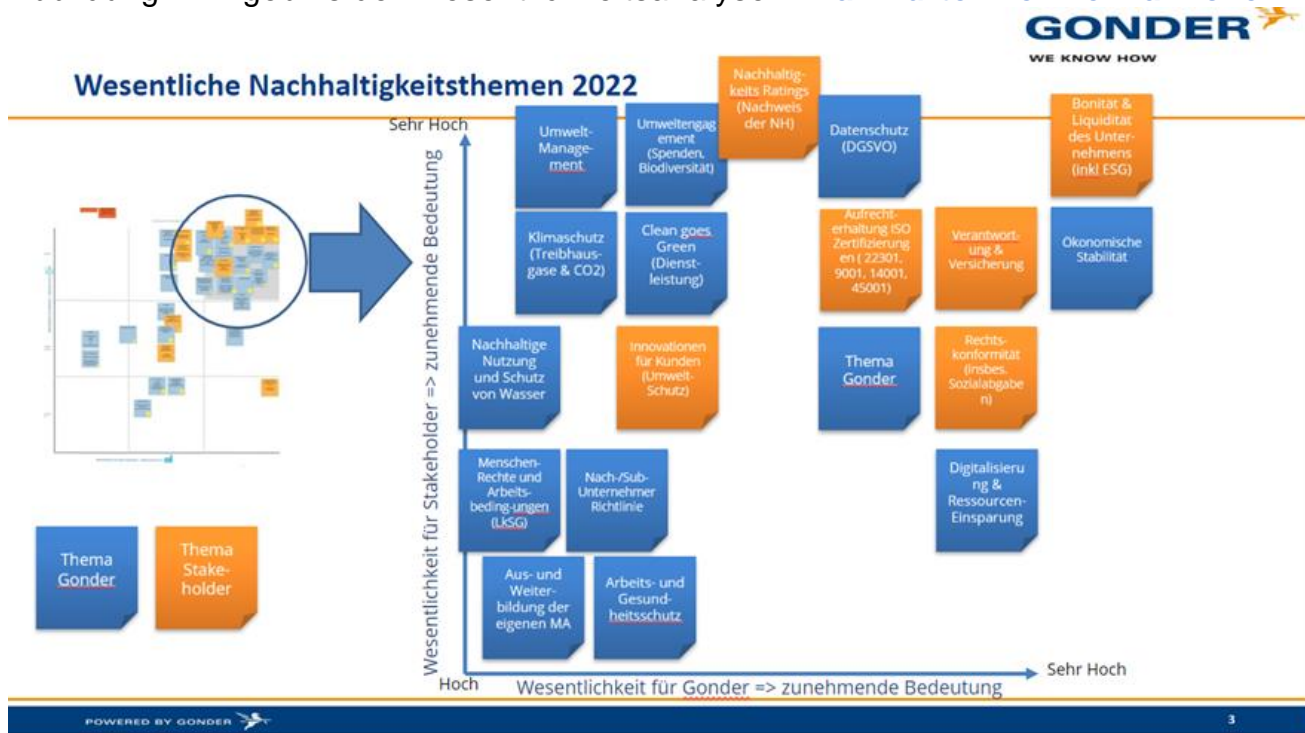 GONDER
WE KNOW HOW
Wesentliche Nachhaltigkeitsthemen 2022
Sehr Hoch
Wesentlichkeit für Stakeholder => zunehmende Bedeutung
Umwelt-
Manage-
ment
Umweltengag
ement
(Spenden,
Biodiversität)
Nachhaltig-
keits Ratings
(Nachweis
der NH)
Datenschutz
(DGSVO)
Bonität &
Liquidität
des Unter-
nehmens
(inkl ESG)
Klimaschutz
(Treibhaus-
gase & CO2)
Clean goes
Green
(Dienst-
leistung)
Aufrecht-
erhaltung ISO
Zertifizierung
en ( 22301,
9001, 14001,
45001)
Verantwort-
ung &
Versicherung
Ökonomische
Stabilität
Nachhaltige
Nutzung
und Schutz
von Wasser
Innovationen
für Kunden
(Umwelt-
Schutz)
Thema
Gonder
Rechts-
konformität
(insbes.
Sozialabgabe
n)
Menschen-
Rechte und
Arbeits-
beding-ungen
(LkSG)
Nach-/Sub-
Unternehmer
Richtlinie
Digitalisieru
ng &
Ressourcen-
Einsparung
Thema
Gonder
Thema
Stake-
holder
Aus- und
Weiter-
bildung der
eigenen MA
Arbeits- und
Gesund-
heitsschutz
Hoch
Wesentlichkeit für Gonder => zunehmende Bedeutung
Sehr Hoch
POWERED BY GONDER
3